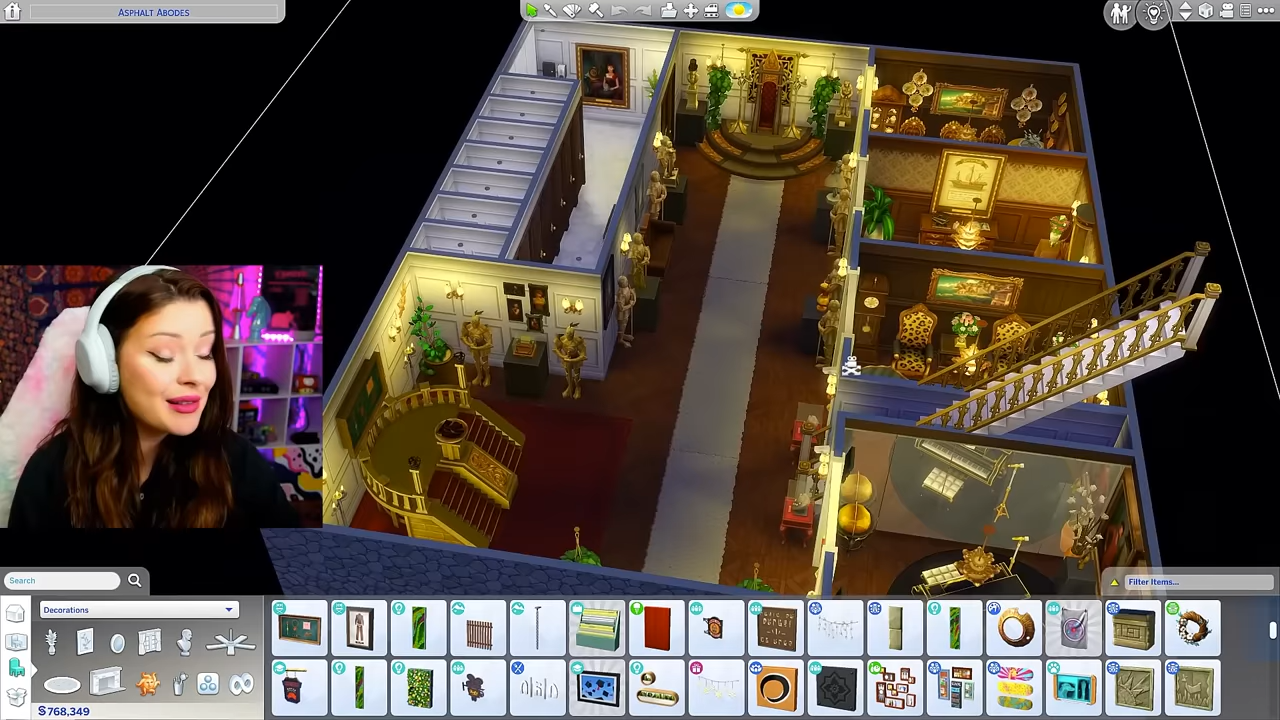 ASPHALT ABODES
Search
Filter Items...
Decorations
$768,349